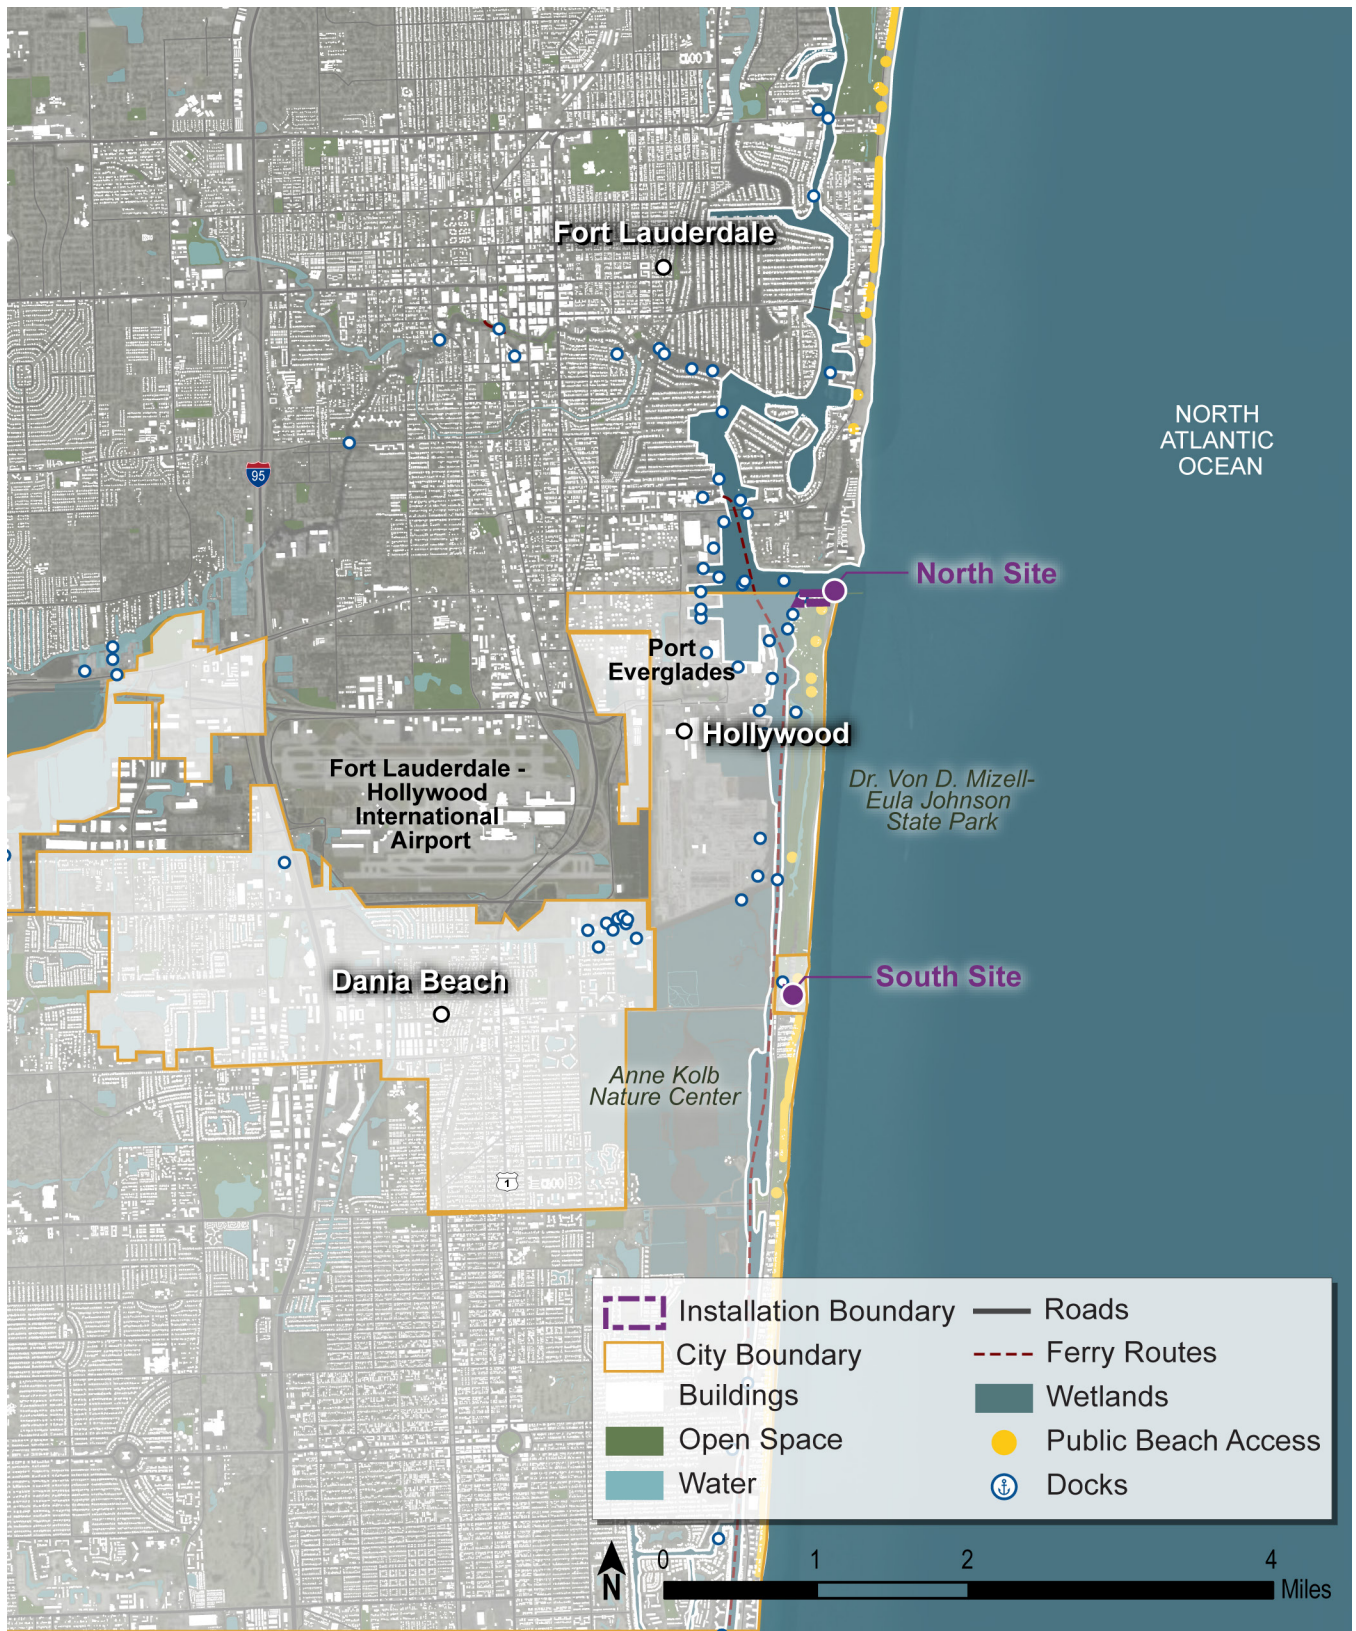 Fort Lauderdale
NORTH
ATLANTIC
OCEAN
95
North Site
Port
Everglades
Hollywood
Fort Lauderdale -
Hollywood
International
Airport
Dr. Von D. Mizell-
Eula Johnson
State Park
Dania Beach
South Site
Anne Kolb
Nature Center
1
Installation Boundary
City Boundary
Buildings
Open Space
Water
Roads
Ferry Routes
Wetlands
Public Beach Access
Docks
N
0 1 2 4
Miles